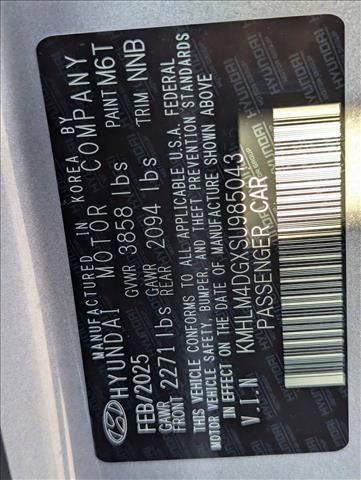 MANUFACTURED IN KOREA BY
HYUNDAI MOTOR COMPANY
FEB/2025 GVWR 3858 lbs PAINT M6T
GAWR FRONT 2271 lbs GAWR REAR 2094 lbs TRIM NNB
THIS VEHICLE CONFORMS TO ALL APPLICABLE U.S.A. FEDERAL
MOTOR VEHICLE SAFETY, BUMPER, AND THEFT PREVENTION STANDARDS
IN EFFECT ON THE DATE OF MANUFACTURE SHOWN ABOVE
V.I.N KMHLM4DGXSU985043
PASSENGER CAR